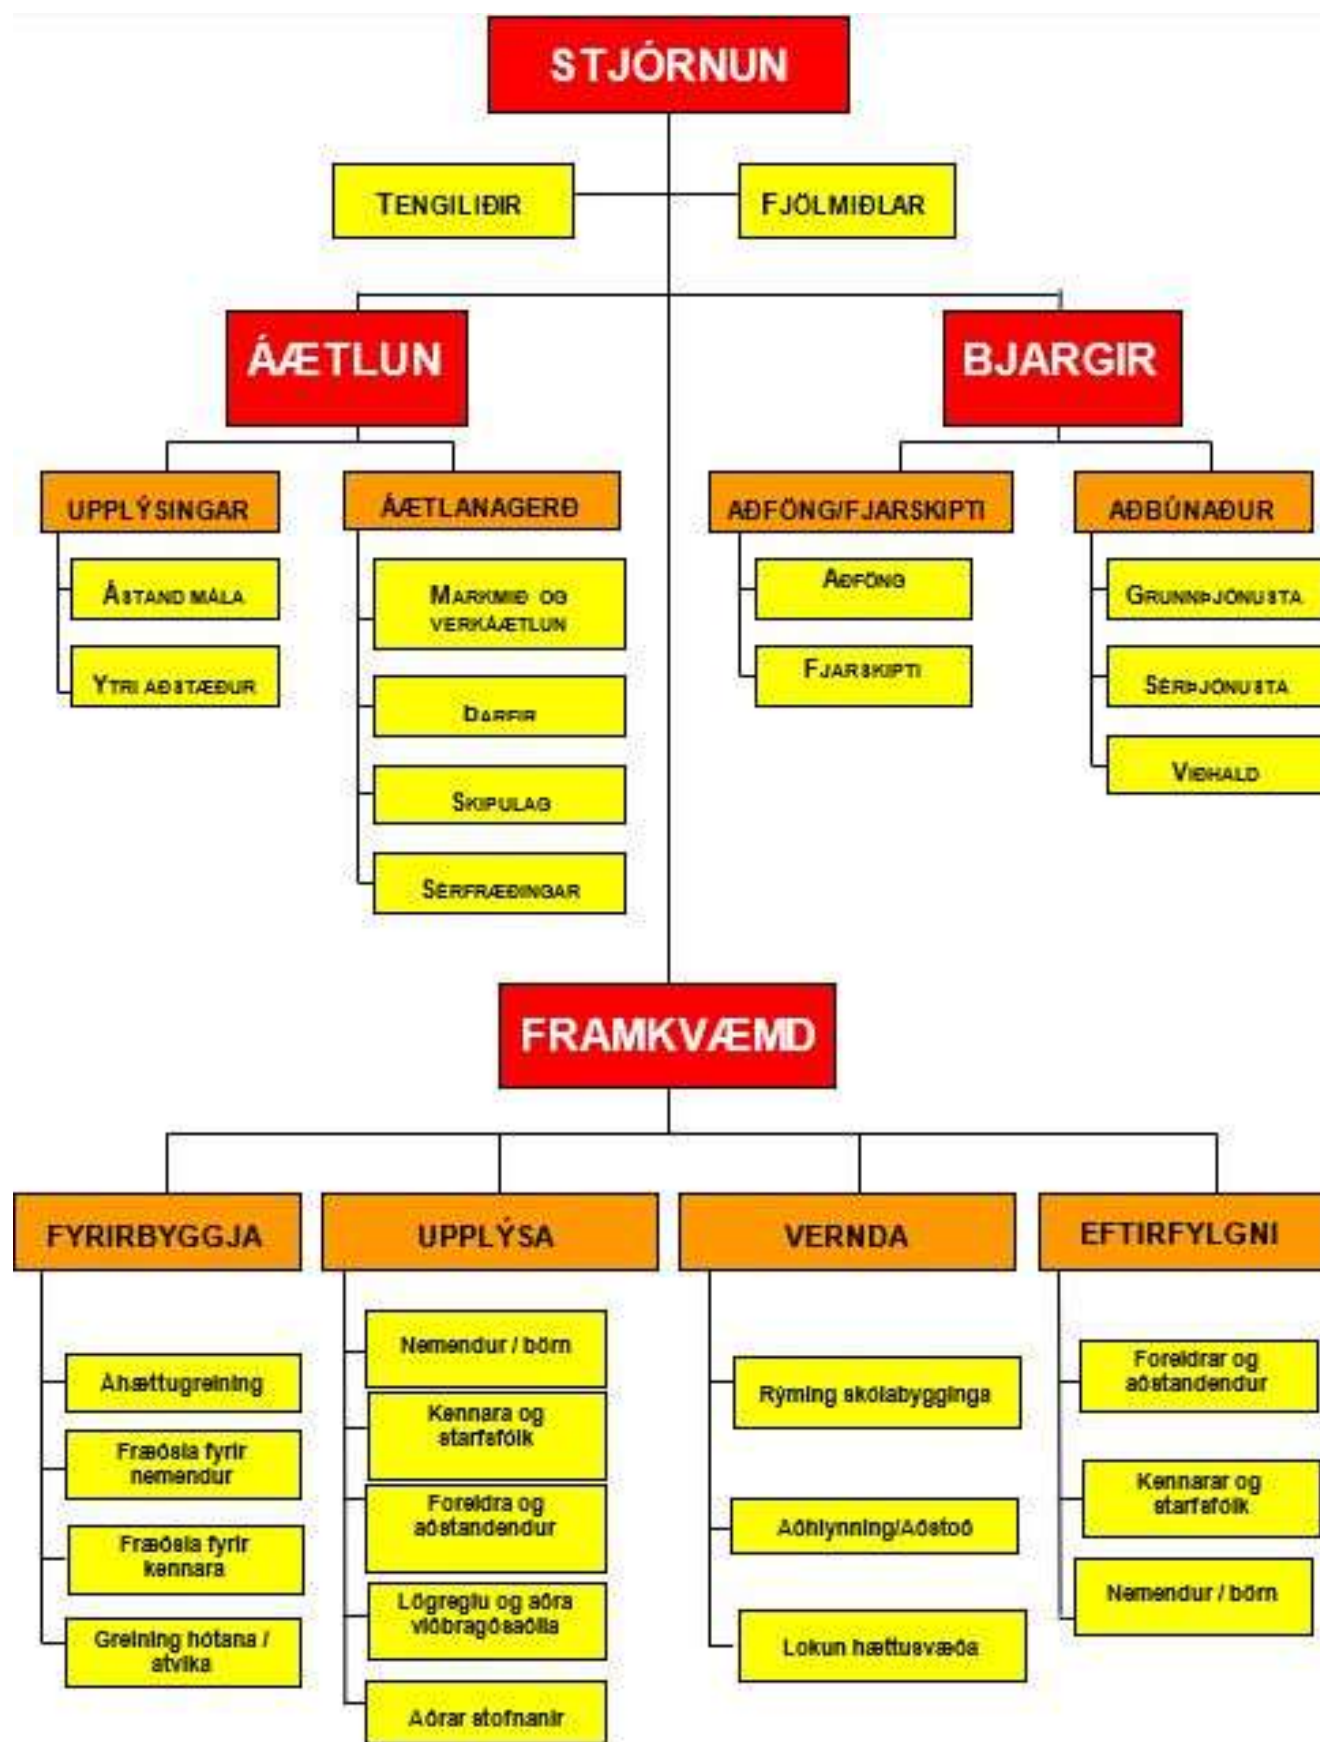 STJÓRNUN
TENGILIÐIR
FJÖLMIÐLAR
ÁÆTLUN
BJARGIR
UPPLÝSINGAR
ÁÆTLANAGERÐ
AÐFÖNG/FJARSKIPTI
AÐBÚNAÐUR
ÁSTAND MÁLA
YTRI AÐSTÆÐUR
MARKMIÐ OG
VERKÁÆTLUN
ÞARFIR
SKIPULAG
SÉRFRÆÐINGAR
AÐFÖNG
FJARSKIPTI
GRUNNÞJÓNUSTA
SÉRÞJÓNUSTA
VIÐHALD
FRAMKVÆMD
FYRIRBYGGJA
UPPLÝSA
VERNDA
EFTIRFYLGNI
Áhættugreining
Fræðsla fyrir
nemendur
Fræðsla fyrir
kennara
Greining hótana /
atvika
Nemendur / börn
Kennara og
starfsfólk
Foreldra og
aðstandendur
Lögreglu og aðra
viðbragðsaðila
Aðrar stofnanir
Rýming skólabygginga
Aðhlynning/Aðstoð
Lokun hættusvæða
Foreldrar og
aðstandendur
Kennarar og
starfsfólk
Nemendur / börn